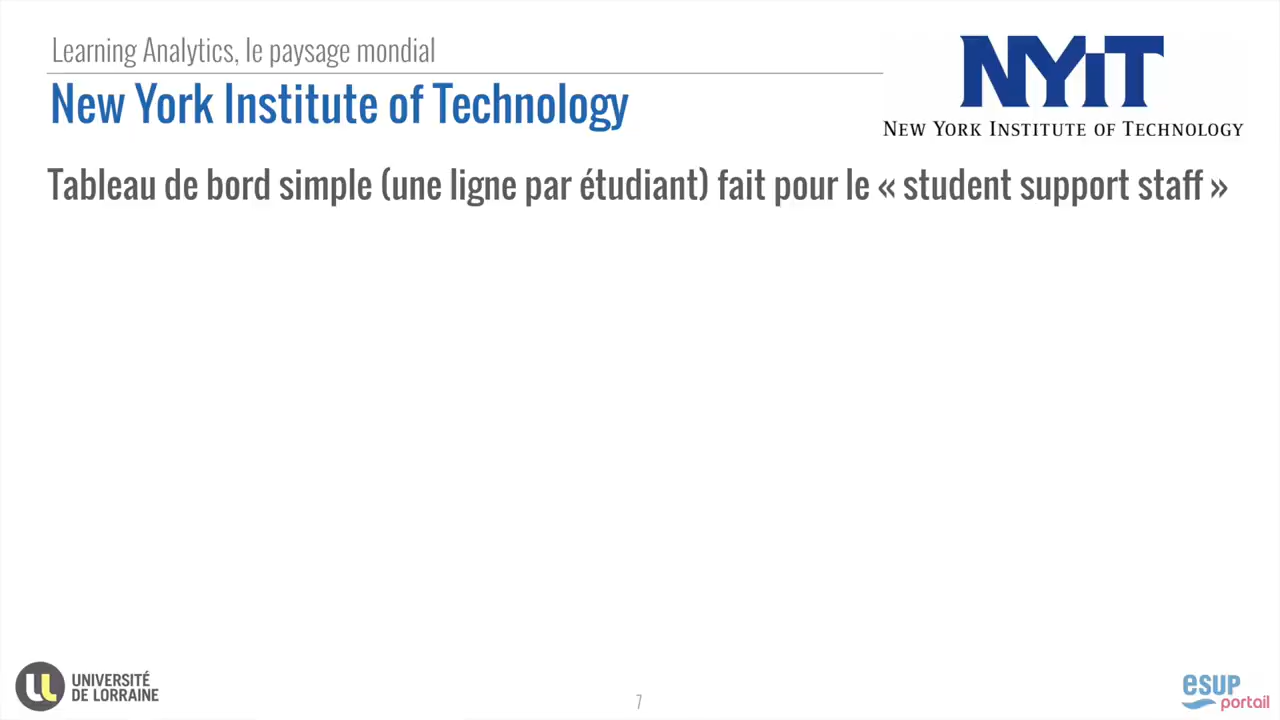 Learning Analytics, le paysage mondial
New York Institute of Technology
NYiT
NEW YORK INSTITUTE OF TECHNOLOGY
Tableau de bord simple (une ligne par étudiant) fait pour le « student support staff »
UNIVERSITÉ
DE LORRAINE
7
esup
portail